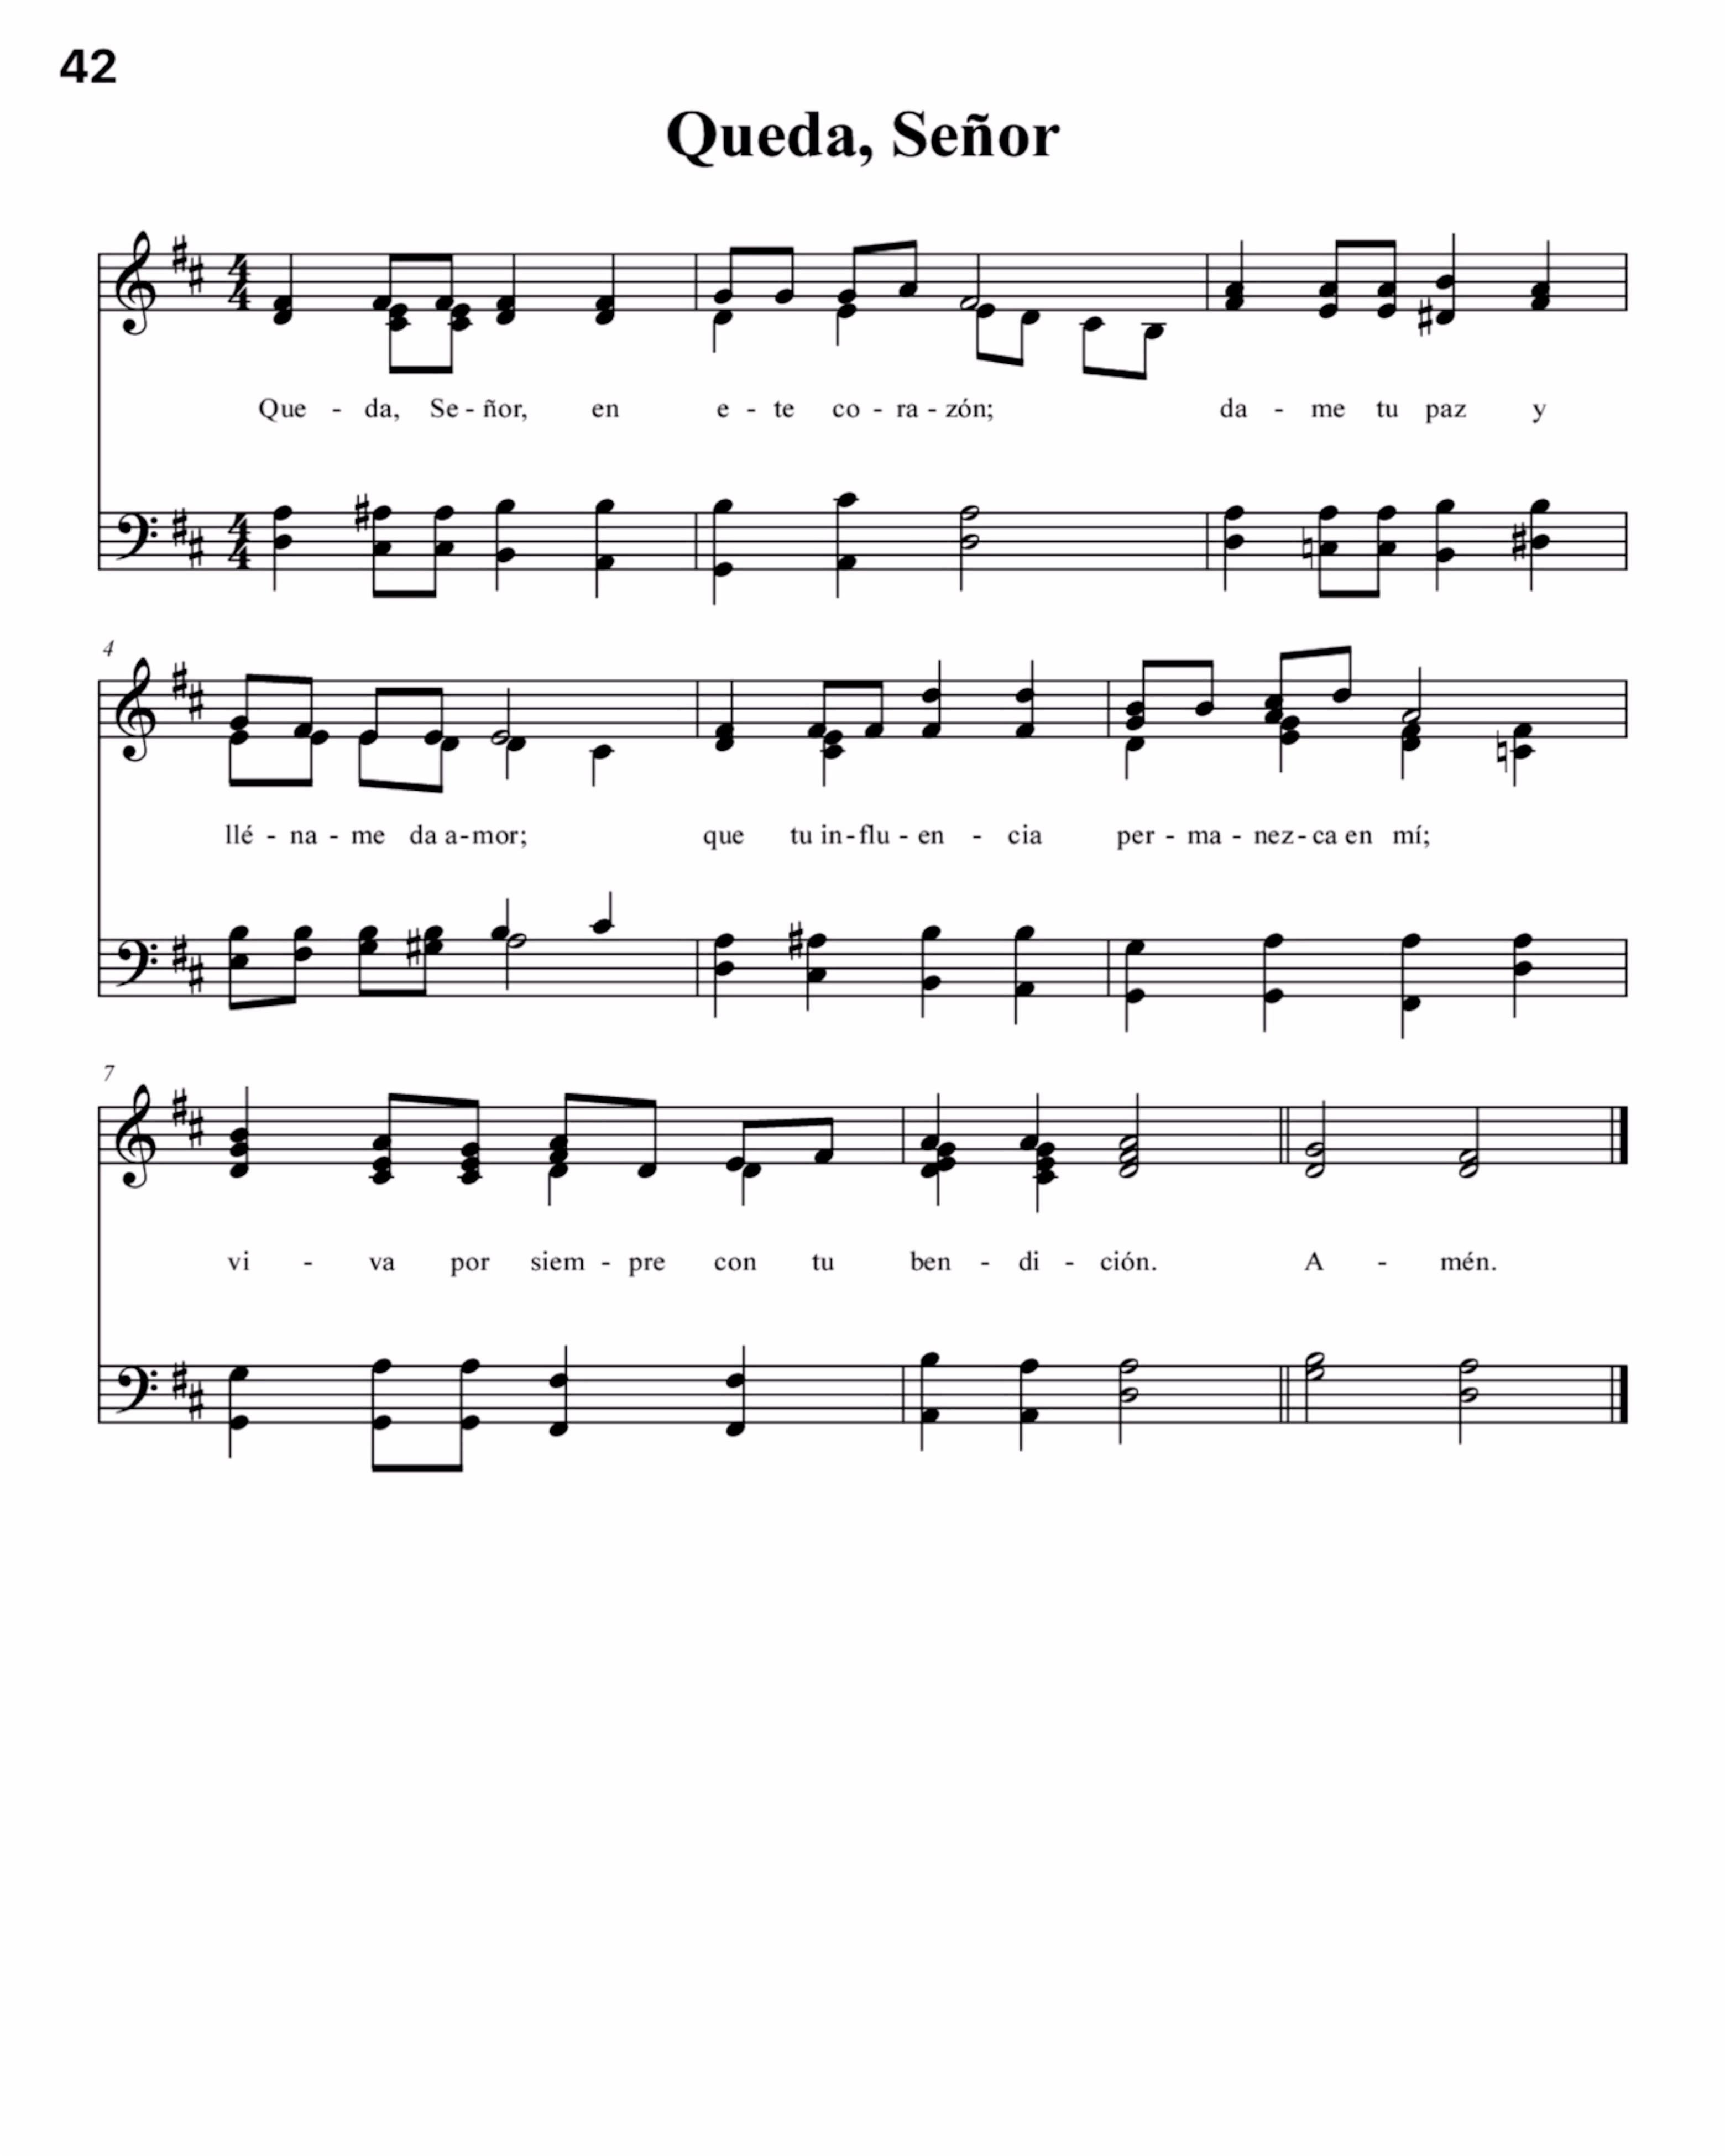 42
Queda, Señor
Que - da, Se - ñor, en e - te co - ra - zón; da - me tu paz y
4
llé - na - me da a - mor; que tu in - flu - en - cia per - ma - nez - ca en mí;
7
vi - va por siem - pre con tu ben - di - ción. A - mén.